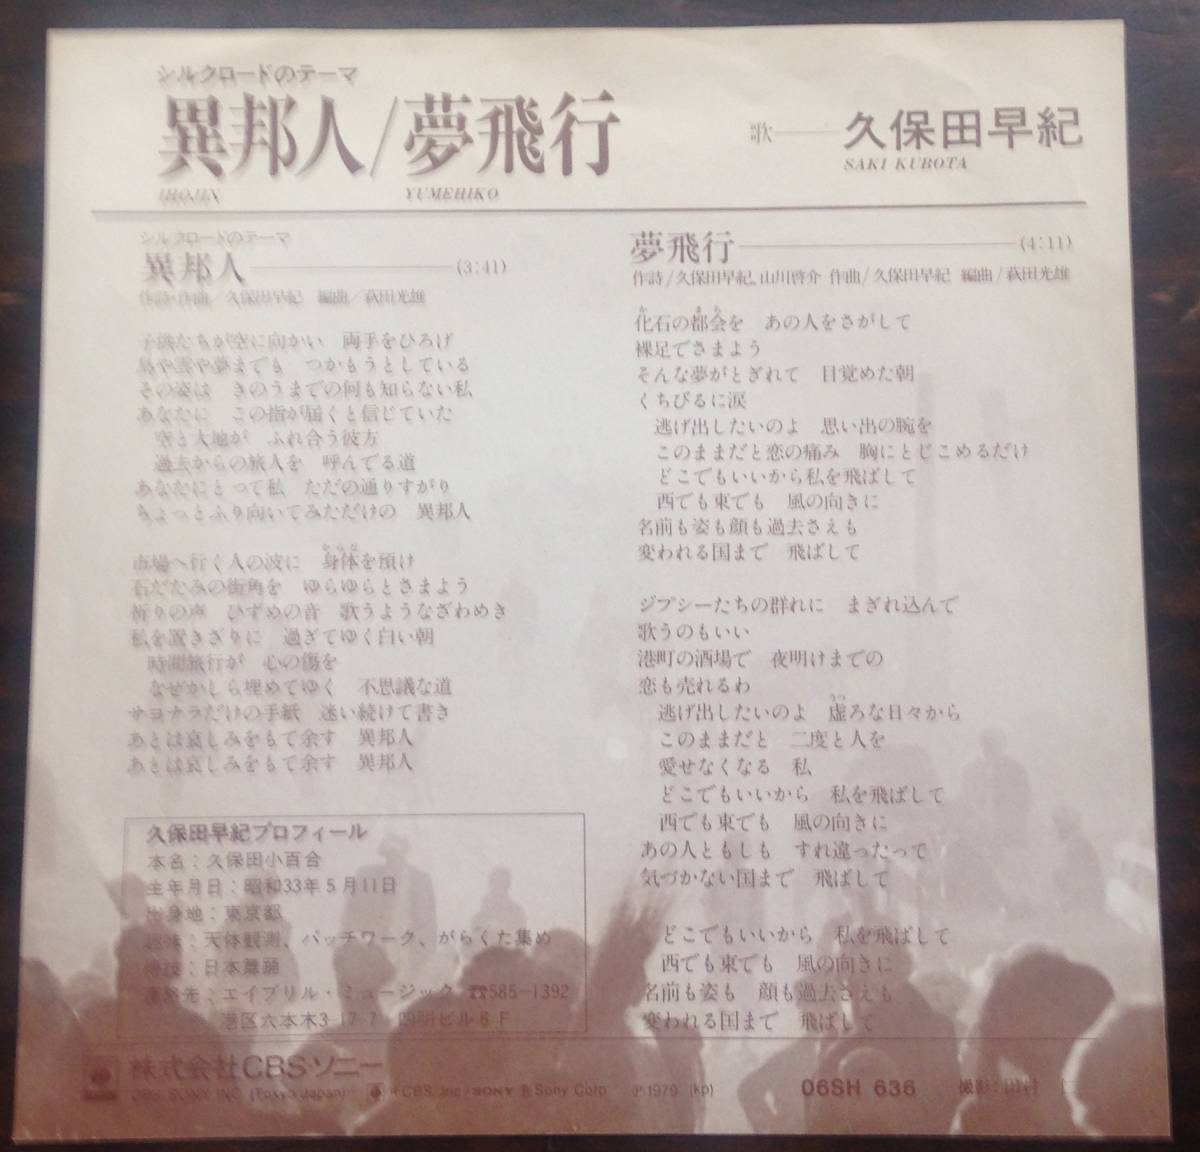 シルクロードのテーマ
異邦人/夢飛行
IHOJIN YUMEHIKO
歌――久保田早紀
SAKI KUBOTA
シルクロードのテーマ
異邦人――(3:41)
作詩・作曲/久保田早紀 編曲/萩田光雄
子供たちが空に向かい 両手をひろげ
鳥や雲や夢までも つかもうとしている
その姿は きのうまでの何も知らない私
あなたに この指が届くと信じていた
空と大地が ふれ合う彼方
過去からの旅人を 呼んでる道
あなたにとって私 ただの通りすがり
ちょっとふり向いてみただけの 異邦人
市場へ行く人の波に 身体を預け
石だたみの街角を ゆらゆらとさまよう
祈りの声 ひずめの音 歌うようなざわめき
私を置きざりに 過ぎてゆく白い朝
時間旅行が 心の傷を
なぜかしら埋めてゆく 不思議な道
サヨナラだけの手紙 迷い続けて書き
あとは哀しみをもて余す 異邦人
あとは哀しみをもて余す 異邦人
久保田早紀プロフィール
本名:久保田小百合
生年月日:昭和33年5月11日
出身地:東京都
趣味:天体観測、パッチワーク、がらくた集め
特技:日本舞踊
連絡先:エイプリル・ミュージック ☎585-1392
港区六本木3-17-7 四明ビル6F
夢飛行――(4:11)
作詩/久保田早紀、山川啓介 作曲/久保田早紀 編曲/萩田光雄
化石の都会を あの人をさがして
裸足でさまよう
そんな夢がとぎれて 目覚めた朝
くちびるに涙
逃げ出したいのよ 思い出の腕を
このままだと恋の痛み 胸にとじこめるだけ
どこでもいいから私を飛ばして
西でも東でも 風の向きに
名前も姿も顔も過去さえも
変われる国まで 飛ばして
ジプシーたちの群れに まぎれ込んで
歌うのもいい
港町の酒場で 夜明けまでの
恋も売れるわ
逃げ出したいのよ 虚ろな日々から
このままだと 二度と人を
愛せなくなる 私
どこでもいいから 私を飛ばして
西でも東でも 風の向きに
あの人ともしも すれ違ったって
気づかない国まで 飛ばして
どこでもいいから 私を飛ばして
西でも東でも 風の向きに
名前も姿も 顔も過去さえも
変われる国まで 飛ばして
株式会社CBS・ソニー
CBS SONY INC. (Tokyo Japan) CBS, Inc./SONY Sony Corp ℗1979 (kp) 06SH 636 撮影:田村 仁